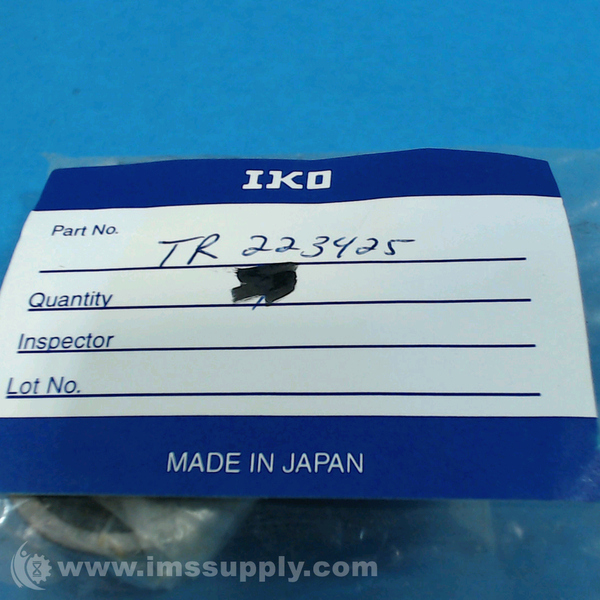 IKO
Part No. TR 223425
Quantity
Inspector
Lot No.
MADE IN JAPAN
www.imssupply.com